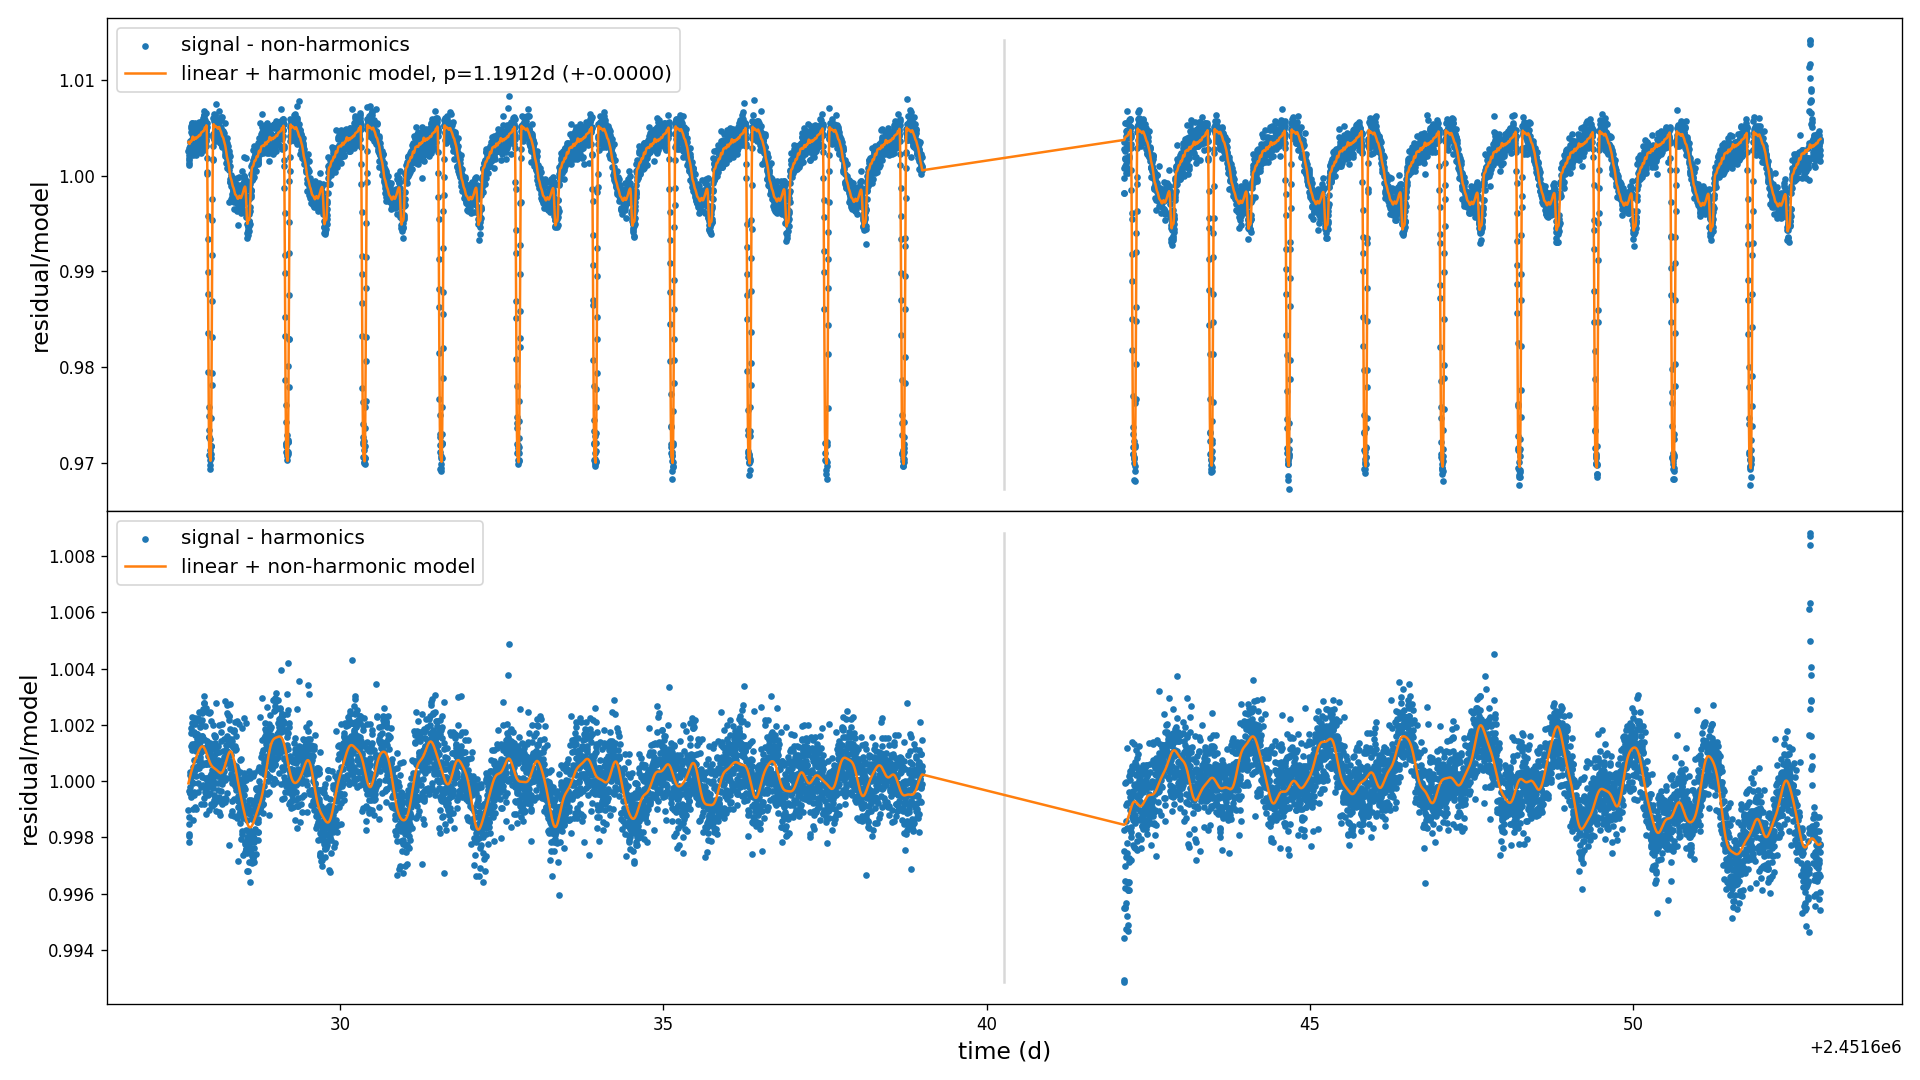 signal - non-harmonics
linear + harmonic model, p=1.1912d (+-0.0000)
1.01
1.00
0.99
0.98
0.97
residual/model
signal - harmonics
linear + non-harmonic model
1.008
1.006
1.004
1.002
1.000
0.998
0.996
0.994
residual/model
30
35
40
45
50
time (d)
+2.4516e6